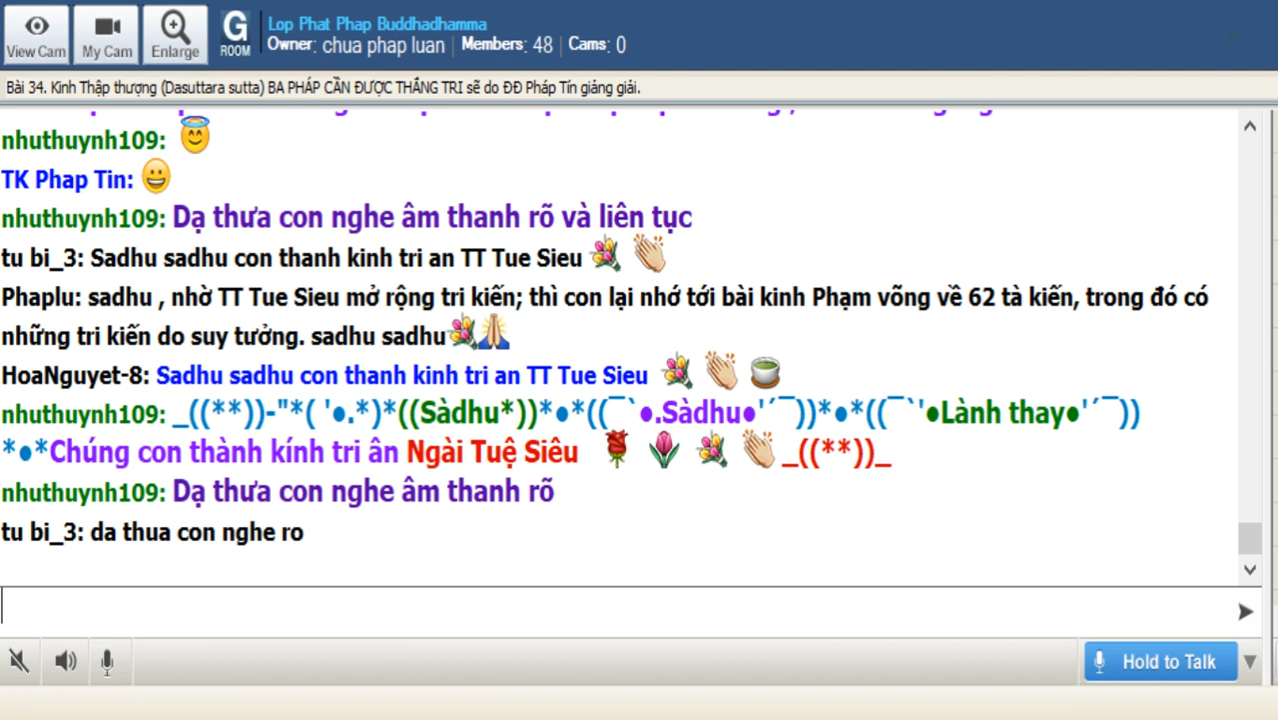 View Cam
My Cam
Enlarge
G
ROOM
Lop Phat Phap Buddhadhamma
Owner: chua phap luan | Members: 48 | Cams: 0
Bài 34. Kinh Thập thượng (Dasuttara sutta) BA PHÁP CẦN ĐƯỢC THẮNG TRI sẽ do ĐĐ Pháp Tín giảng giải.
nhuthuynh109: 😇
TK Phap Tin: 😀
nhuthuynh109: Dạ thưa con nghe âm thanh rõ và liên tục
tu bi_3: Sadhu sadhu con thanh kinh tri an TT Tue Sieu 💐 👏
Phaplu: sadhu , nhờ TT Tue Sieu mở rộng tri kiến; thì con lại nhớ tới bài kinh Phạm võng về 62 tà kiến, trong đó có
những tri kiến do suy tưởng. sadhu sadhu💐🙏
HoaNguyet-8: Sadhu sadhu con thanh kinh tri an TT Tue Sieu 💐 👏 🍵
nhuthuynh109: _((**))-"*( '●.*)*((Sàdhu*))*●*((¯`●.Sàdhu●'´¯))*●*((¯`'●Lành thay●'´¯))
*●*Chúng con thành kính tri ân Ngài Tuệ Siêu 🌹 🌷 💐 👏_((**))_
nhuthuynh109: Dạ thưa con nghe âm thanh rõ
tu bi_3: da thua con nghe ro
Hold to Talk